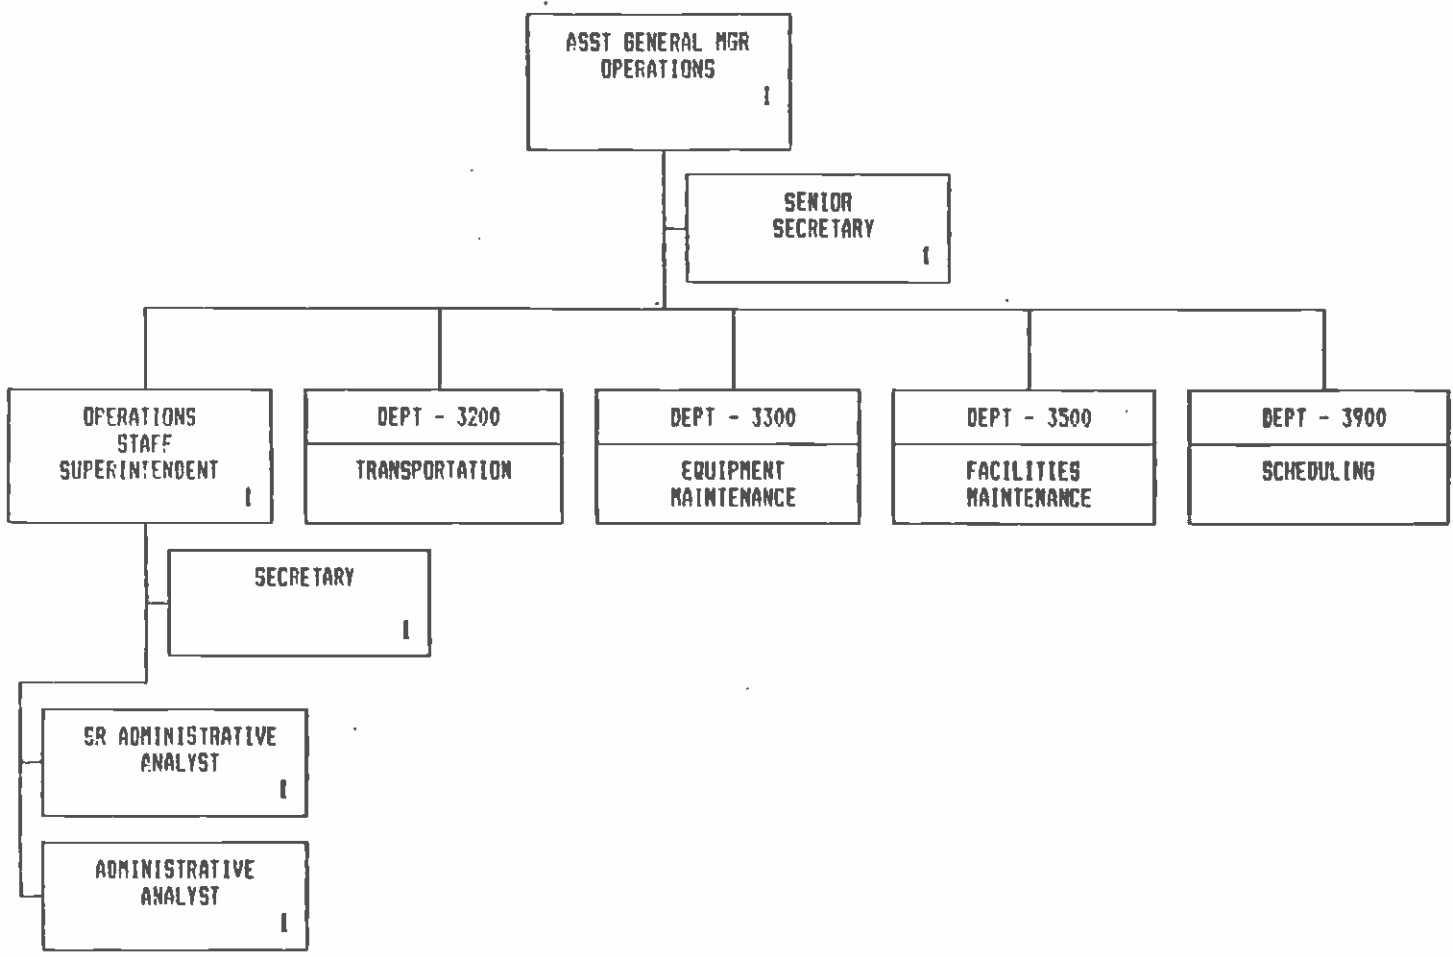 ASST GENERAL MGR
OPERATIONS
1
SENIOR
SECRETARY
1
OPERATIONS
STAFF
SUPERINTENDENT
1
DEPT - 3200
TRANSPORTATION
DEPT - 3300
EQUIPMENT
MAINTENANCE
DEPT - 3500
FACILITIES
MAINTENANCE
DEPT - 3900
SCHEDULING
SECRETARY
1
SR ADMINISTRATIVE
ANALYST
1
ADMINISTRATIVE
ANALYST
1